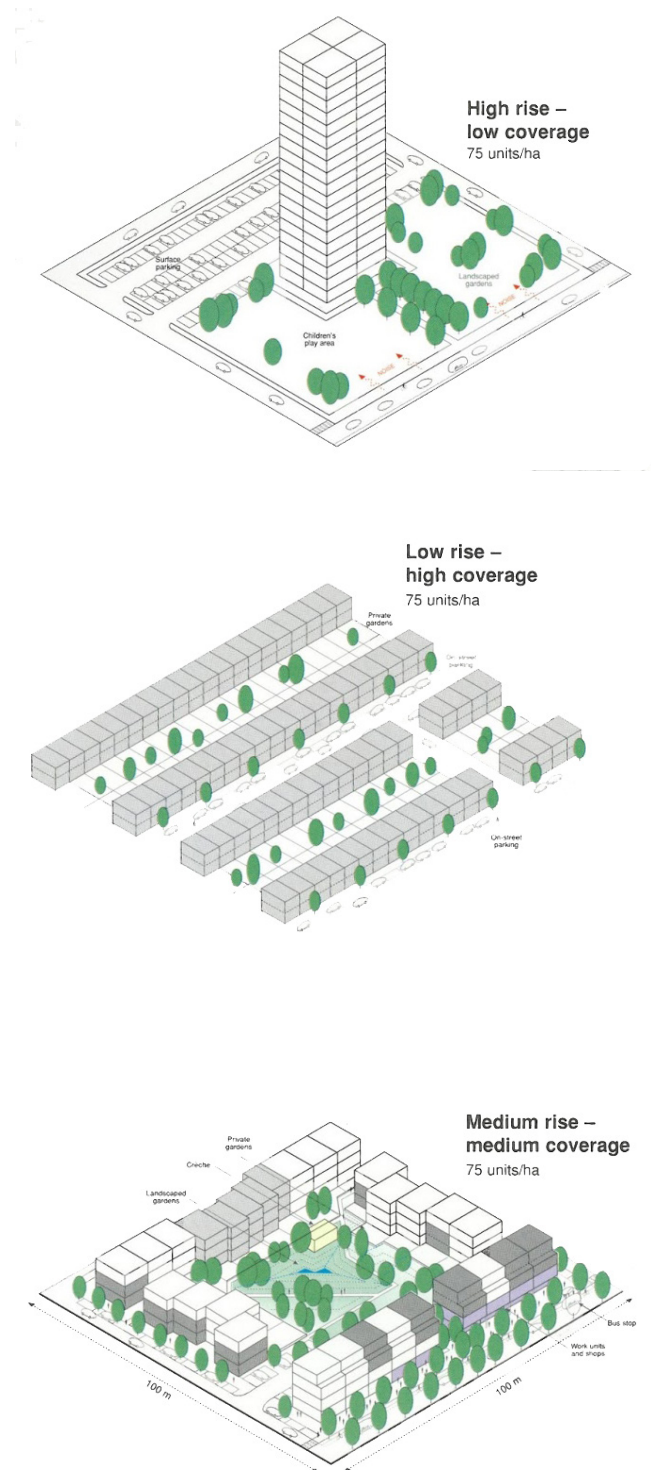 High rise –
low coverage
75 units/ha
Surface
parking
Landscaped
gardens
NOISE
Children's
play area
NOISE
Low rise –
high coverage
75 units/ha
Private
gardens
On-street
parking
On-street
parking
Medium rise –
medium coverage
75 units/ha
Private
gardens
Creche
Landscaped
gardens
Bus stop
Work units
and shops
100 m
100 m